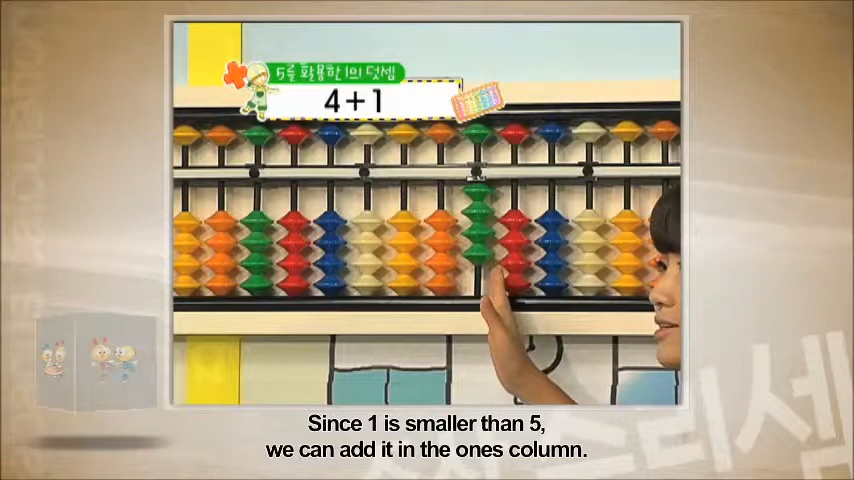 5를 활용한 1의 덧셈
4+1
Since 1 is smaller than 5,
we can add it in the ones column.